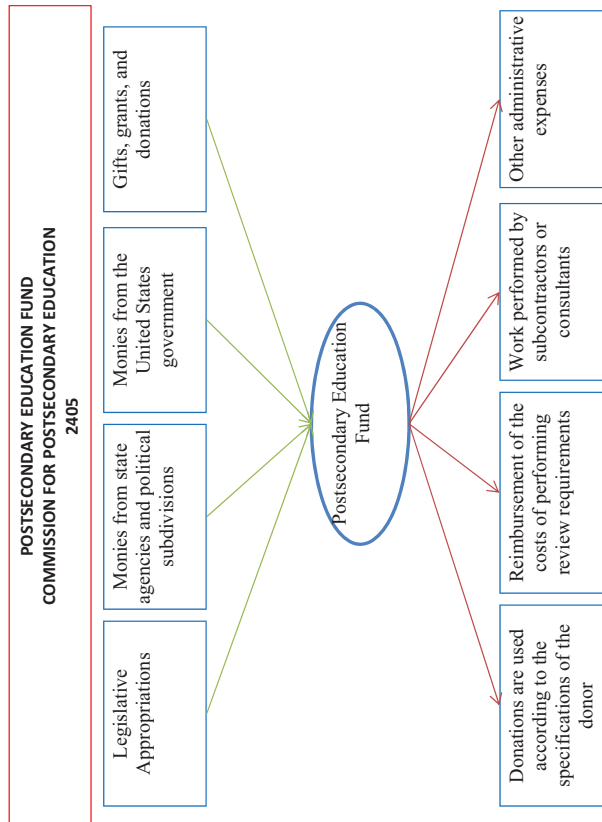 POSTSECONDARY EDUCATION FUND
COMMISSION FOR POSTSECONDARY EDUCATION
2405
Legislative
Appropriations
Monies from state
agencies and political
subdivisions
Monies from the
United States
government
Gifts, grants, and
donations
Postsecondary Education
Fund
Donations are used
according to the
specifications of the
donor
Reimbursement of the
costs of performing
review requirements
Work performed by
subcontractors or
consultants
Other administrative
expenses